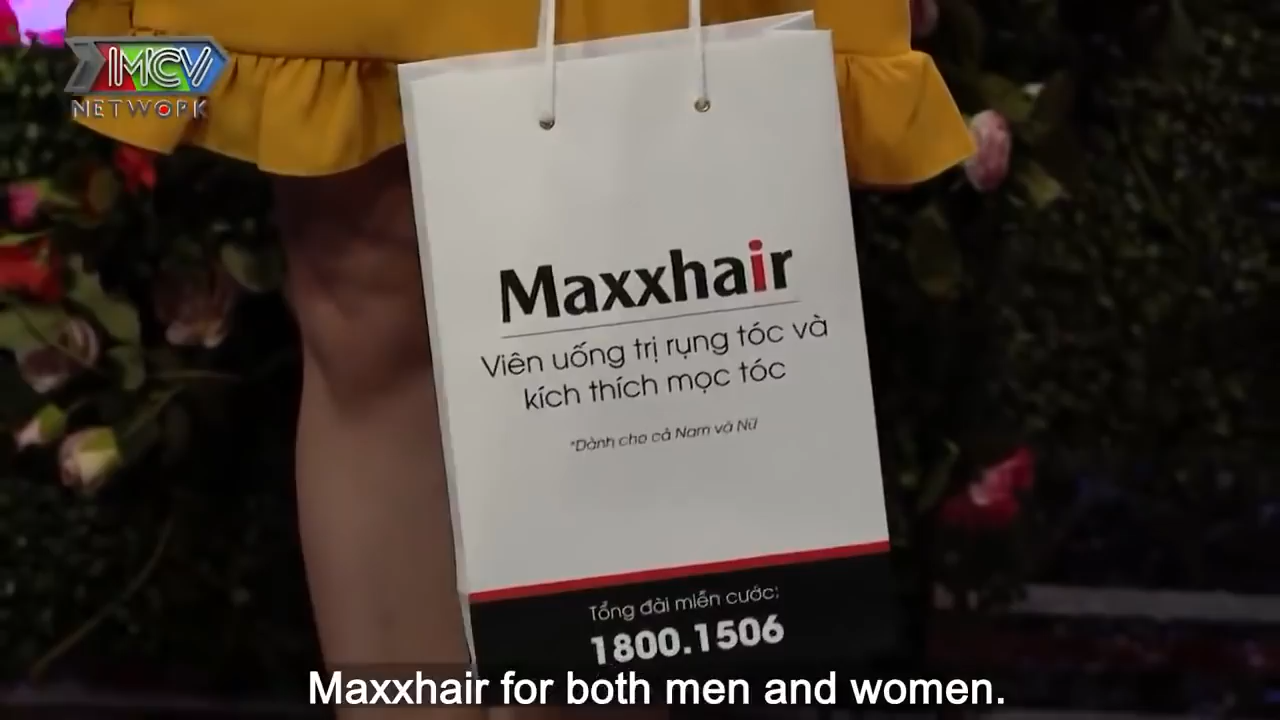 MCV
NETWORK
Maxxhair
Viên uống trị rụng tóc và
kích thích mọc tóc
*Dành cho cả Nam và Nữ
Tổng đài miễn cước:
1800.1506
Maxxhair for both men and women.